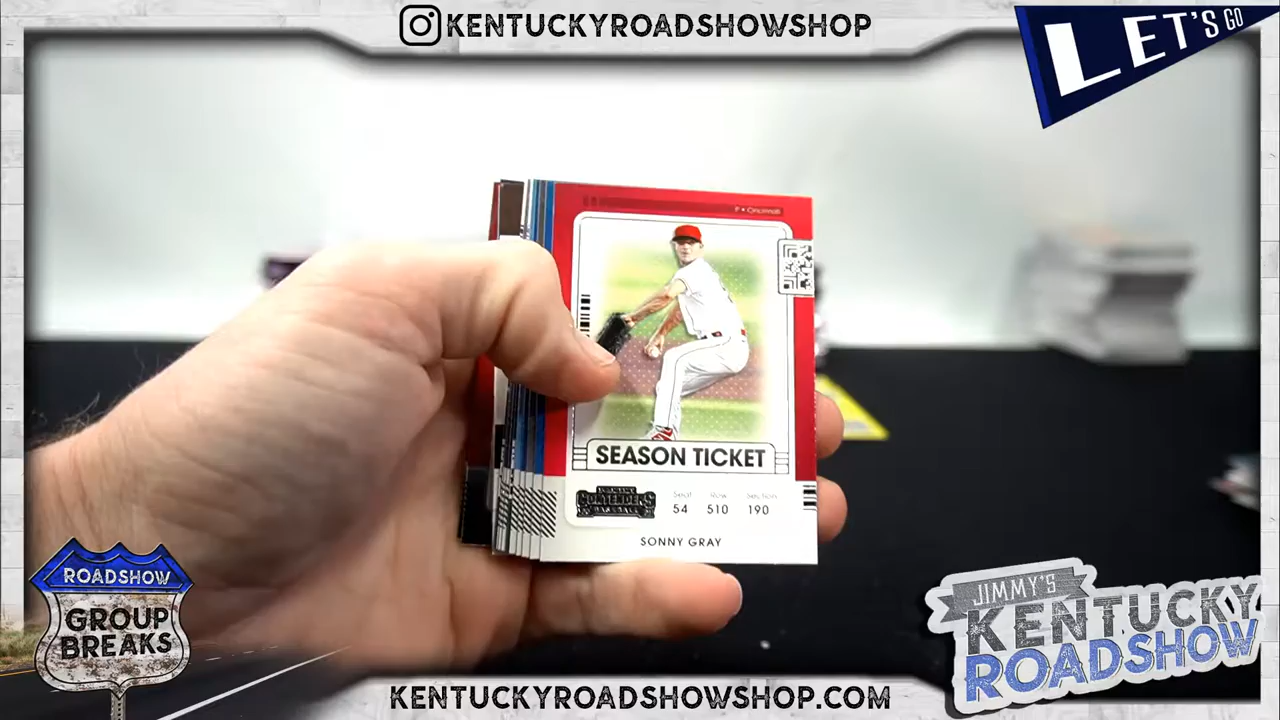 KENTUCKYROADSHOWSHOP
LET'S GO
P • Cincinnati
SEASON TICKET
CONTENDERS
BASEBALL
Seat Row Section
54 510 190
SONNY GRAY
ROADSHOW
GROUP
BREAKS
JIMMY'S
KENTUCKY
ROADSHOW
KENTUCKYROADSHOWSHOP.COM